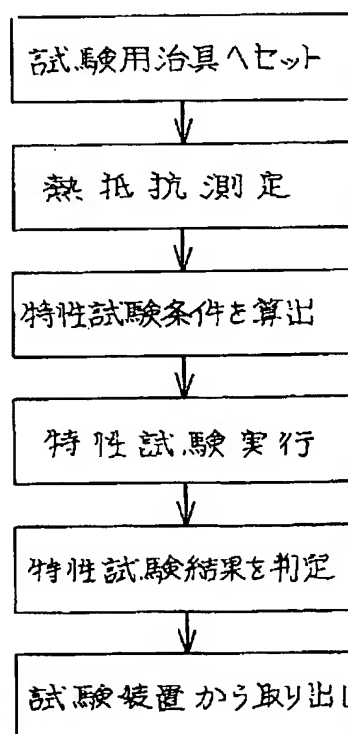 試験用治具へセット
熱抵抗測定
特性試験条件を算出
特性試験実行
特性試験結果を判定
試験装置から取り出し